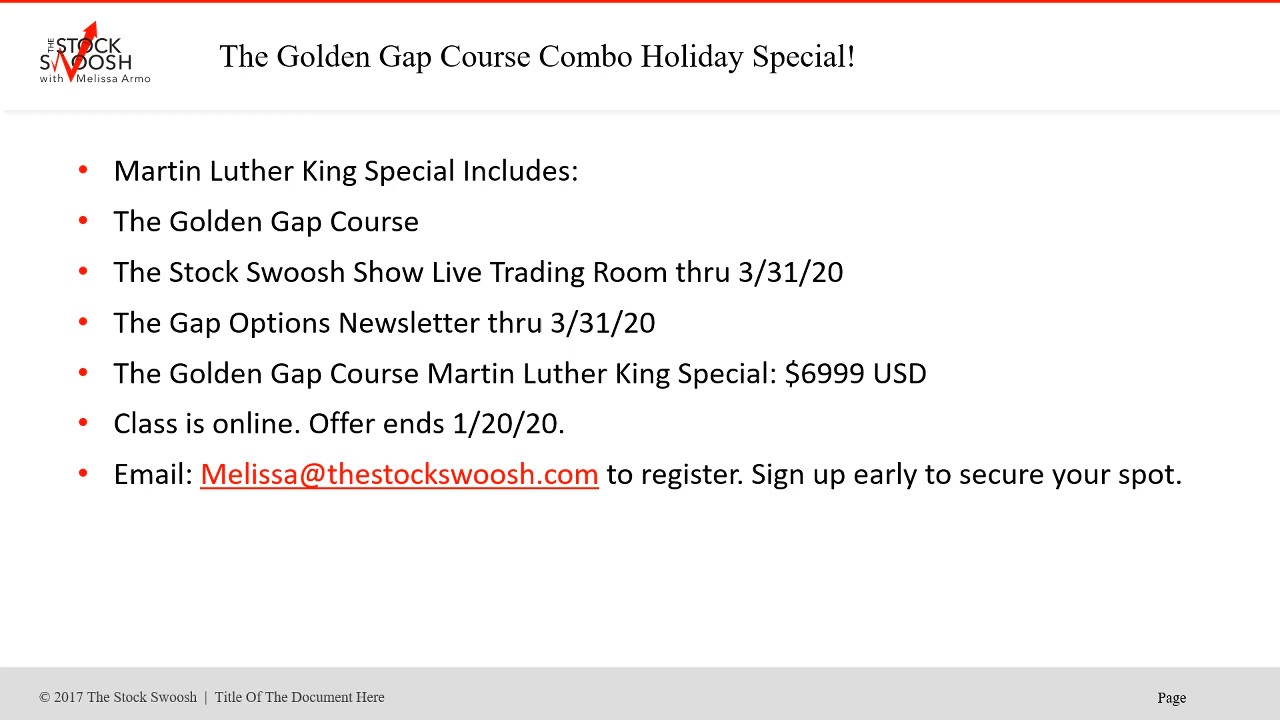 THE STOCK
SWOOSH
with Melissa Armo
The Golden Gap Course Combo Holiday Special!
• Martin Luther King Special Includes:
• The Golden Gap Course
• The Stock Swoosh Show Live Trading Room thru 3/31/20
• The Gap Options Newsletter thru 3/31/20
• The Golden Gap Course Martin Luther King Special: $6999 USD
• Class is online. Offer ends 1/20/20.
• Email: Melissa@thestockswoosh.com to register. Sign up early to secure your spot.
© 2017 The Stock Swoosh | Title Of The Document Here
Page